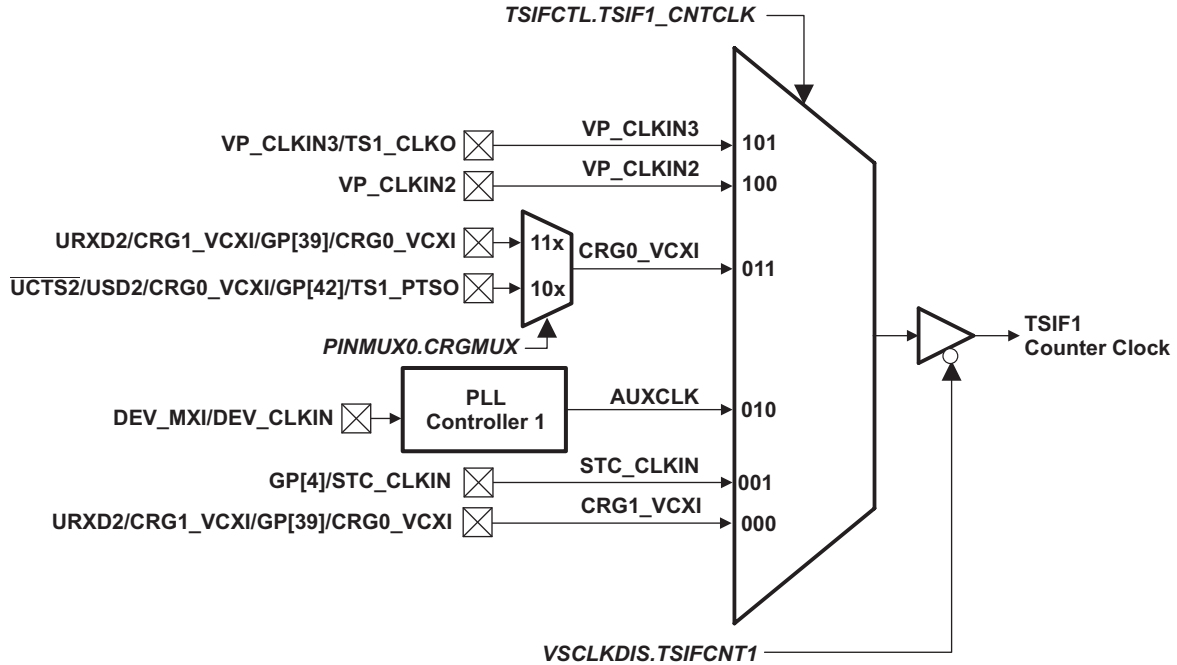 TSIFCTL.TSIF1_CNTCLK
VP_CLKIN3/TS1_CLKO
VP_CLKIN3
101
VP_CLKIN2
VP_CLKIN2
100
URXD2/CRG1_VCXI/GP[39]/CRG0_VCXI
11x
CRG0_VCXI
011
UCTS2/USD2/CRG0_VCXI/GP[42]/TS1_PTSO
10x
PINMUX0.CRGMUX
TSIF1
Counter Clock
DEV_MXI/DEV_CLKIN
PLL
Controller 1
AUXCLK
010
GP[4]/STC_CLKIN
STC_CLKIN
001
URXD2/CRG1_VCXI/GP[39]/CRG0_VCXI
CRG1_VCXI
000
VSCLKDIS.TSIFCNT1